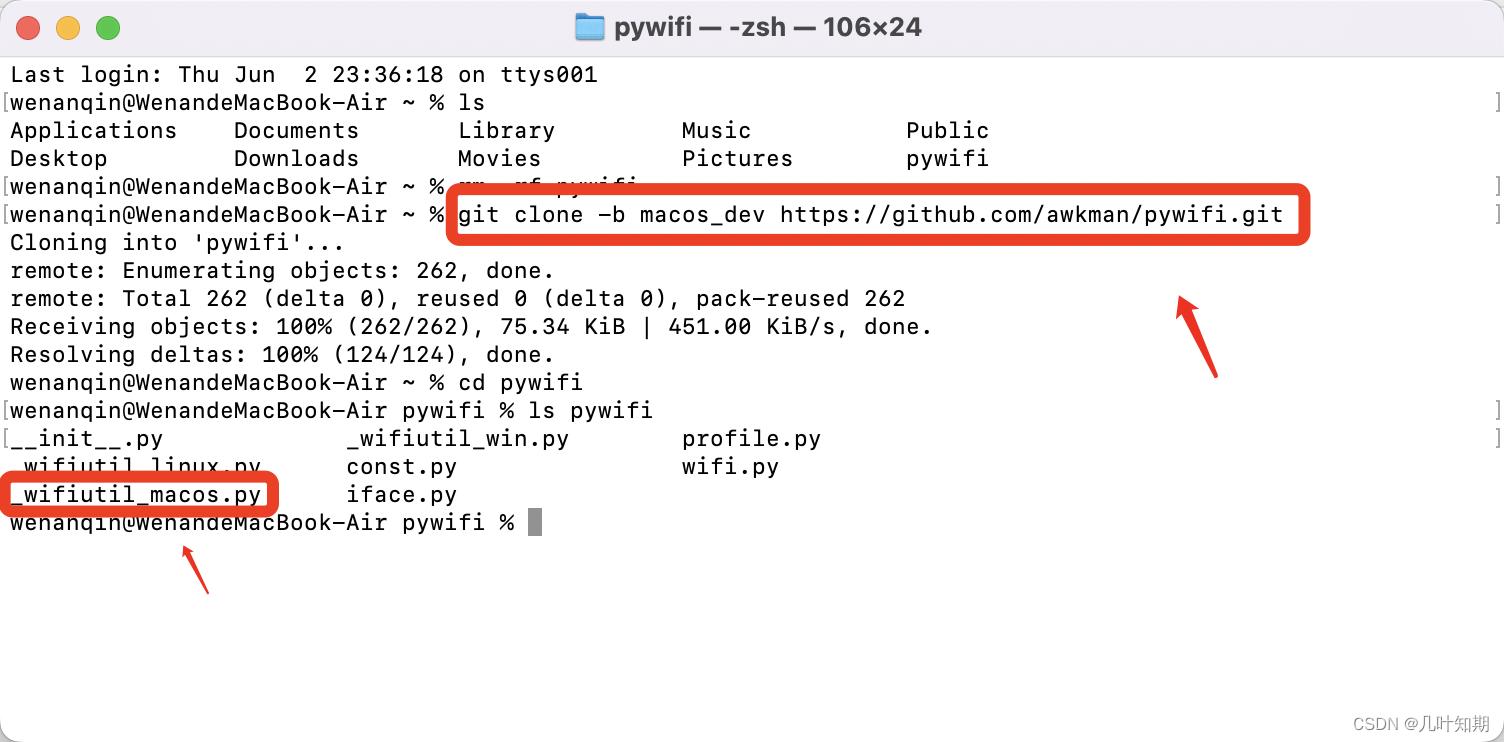 pywifi — -zsh — 106×24
Last login: Thu Jun  2 23:36:18 on ttys001
[wenanqin@WenandeMacBook-Air ~ % ls ]
Applications    Documents       Library         Music           Public
Desktop         Downloads       Movies          Pictures        pywifi
[wenanqin@WenandeMacBook-Air ~ % rm -rf pywifi ]
[wenanqin@WenandeMacBook-Air ~ % git clone -b macos_dev https://github.com/awkman/pywifi.git ]
Cloning into 'pywifi'...
remote: Enumerating objects: 262, done.
remote: Total 262 (delta 0), reused 0 (delta 0), pack-reused 262
Receiving objects: 100% (262/262), 75.34 KiB | 451.00 KiB/s, done.
Resolving deltas: 100% (124/124), done.
wenanqin@WenandeMacBook-Air ~ % cd pywifi
[wenanqin@WenandeMacBook-Air pywifi % ls pywifi ]
[__init__.py             _wifiutil_win.py        profile.py ]
_wifiutil_linux.py      const.py                wifi.py
_wifiutil_macos.py      iface.py
wenanqin@WenandeMacBook-Air pywifi %
CSDN @几叶知期